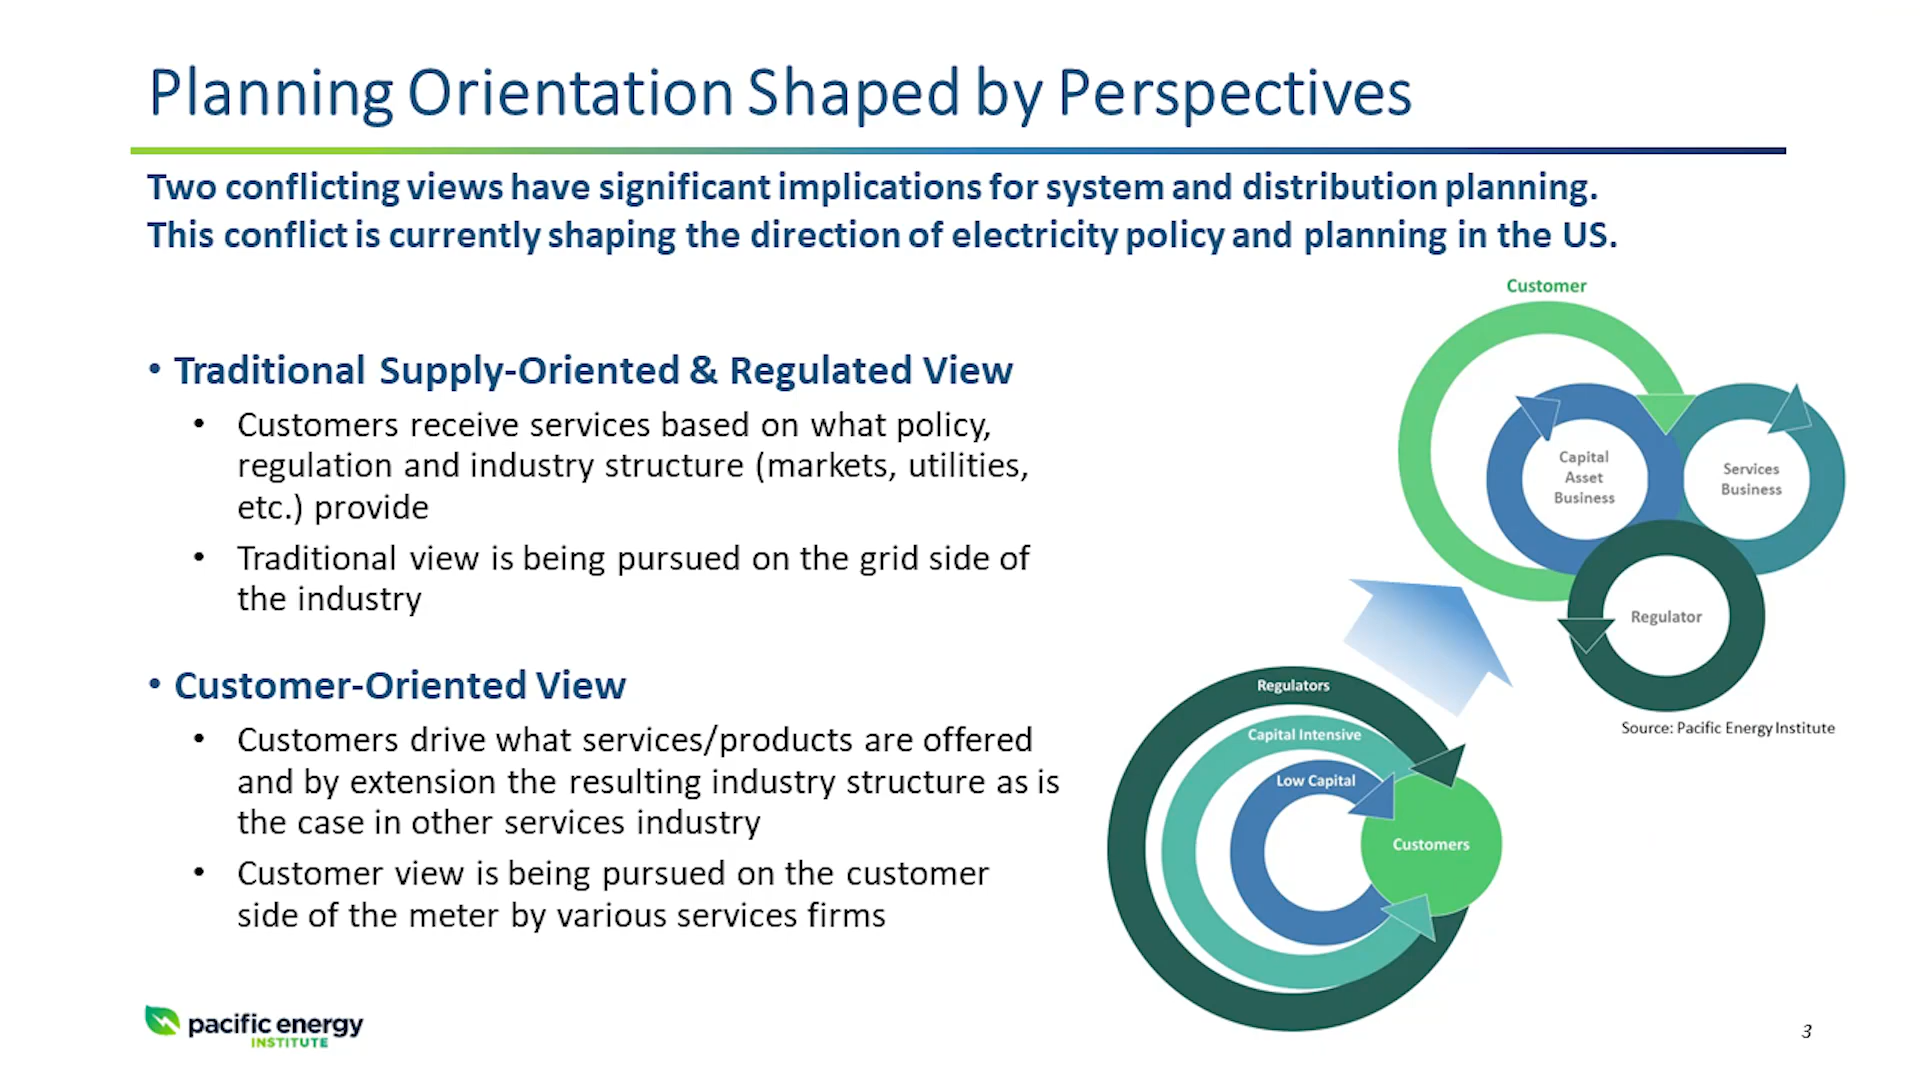 Planning Orientation Shaped by Perspectives
Two conflicting views have significant implications for system and distribution planning.
This conflict is currently shaping the direction of electricity policy and planning in the US.
• Traditional Supply-Oriented & Regulated View
• Customers receive services based on what policy,
regulation and industry structure (markets, utilities,
etc.) provide
• Traditional view is being pursued on the grid side of
the industry
• Customer-Oriented View
• Customers drive what services/products are offered
and by extension the resulting industry structure as is
the case in other services industry
• Customer view is being pursued on the customer
side of the meter by various services firms
Customer
Capital
Asset
Business
Services
Business
Regulator
Source: Pacific Energy Institute
Regulators
Capital Intensive
Low Capital
Customers
pacific energy
INSTITUTE
3